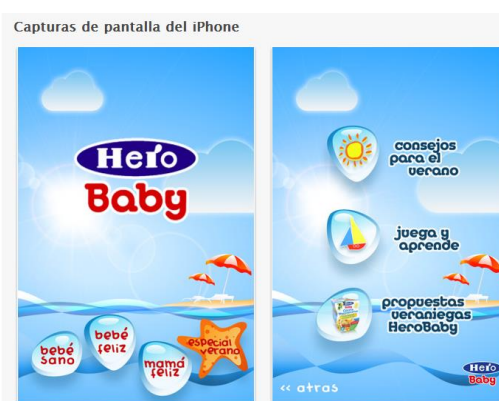 Capturas de pantalla del iPhone
Hero
Baby
bebé
sano
bebé
feliz
mamá
feliz
especial
verano
consejos
para el
verano
juega y
aprende
propuestas
veraniegas
HeroBaby
<< atras
Hero
Baby